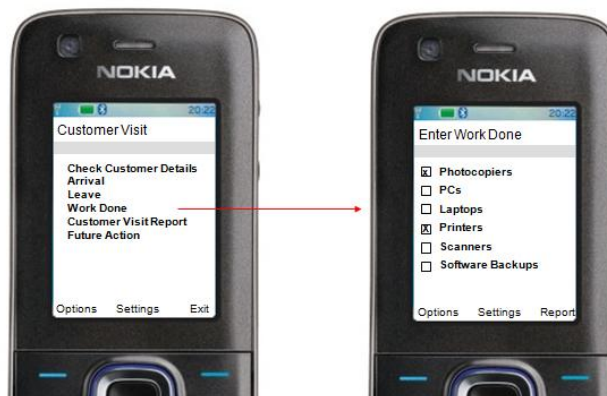 NOKIA
20:22
Customer Visit
Check Customer Details
Arrival
Leave
Work Done
Customer Visit Report
Future Action
Options Settings Exit
NOKIA
20:22
Enter Work Done
X Photocopiers
PCs
Laptops
X Printers
Scanners
Software Backups
Options Settings Report